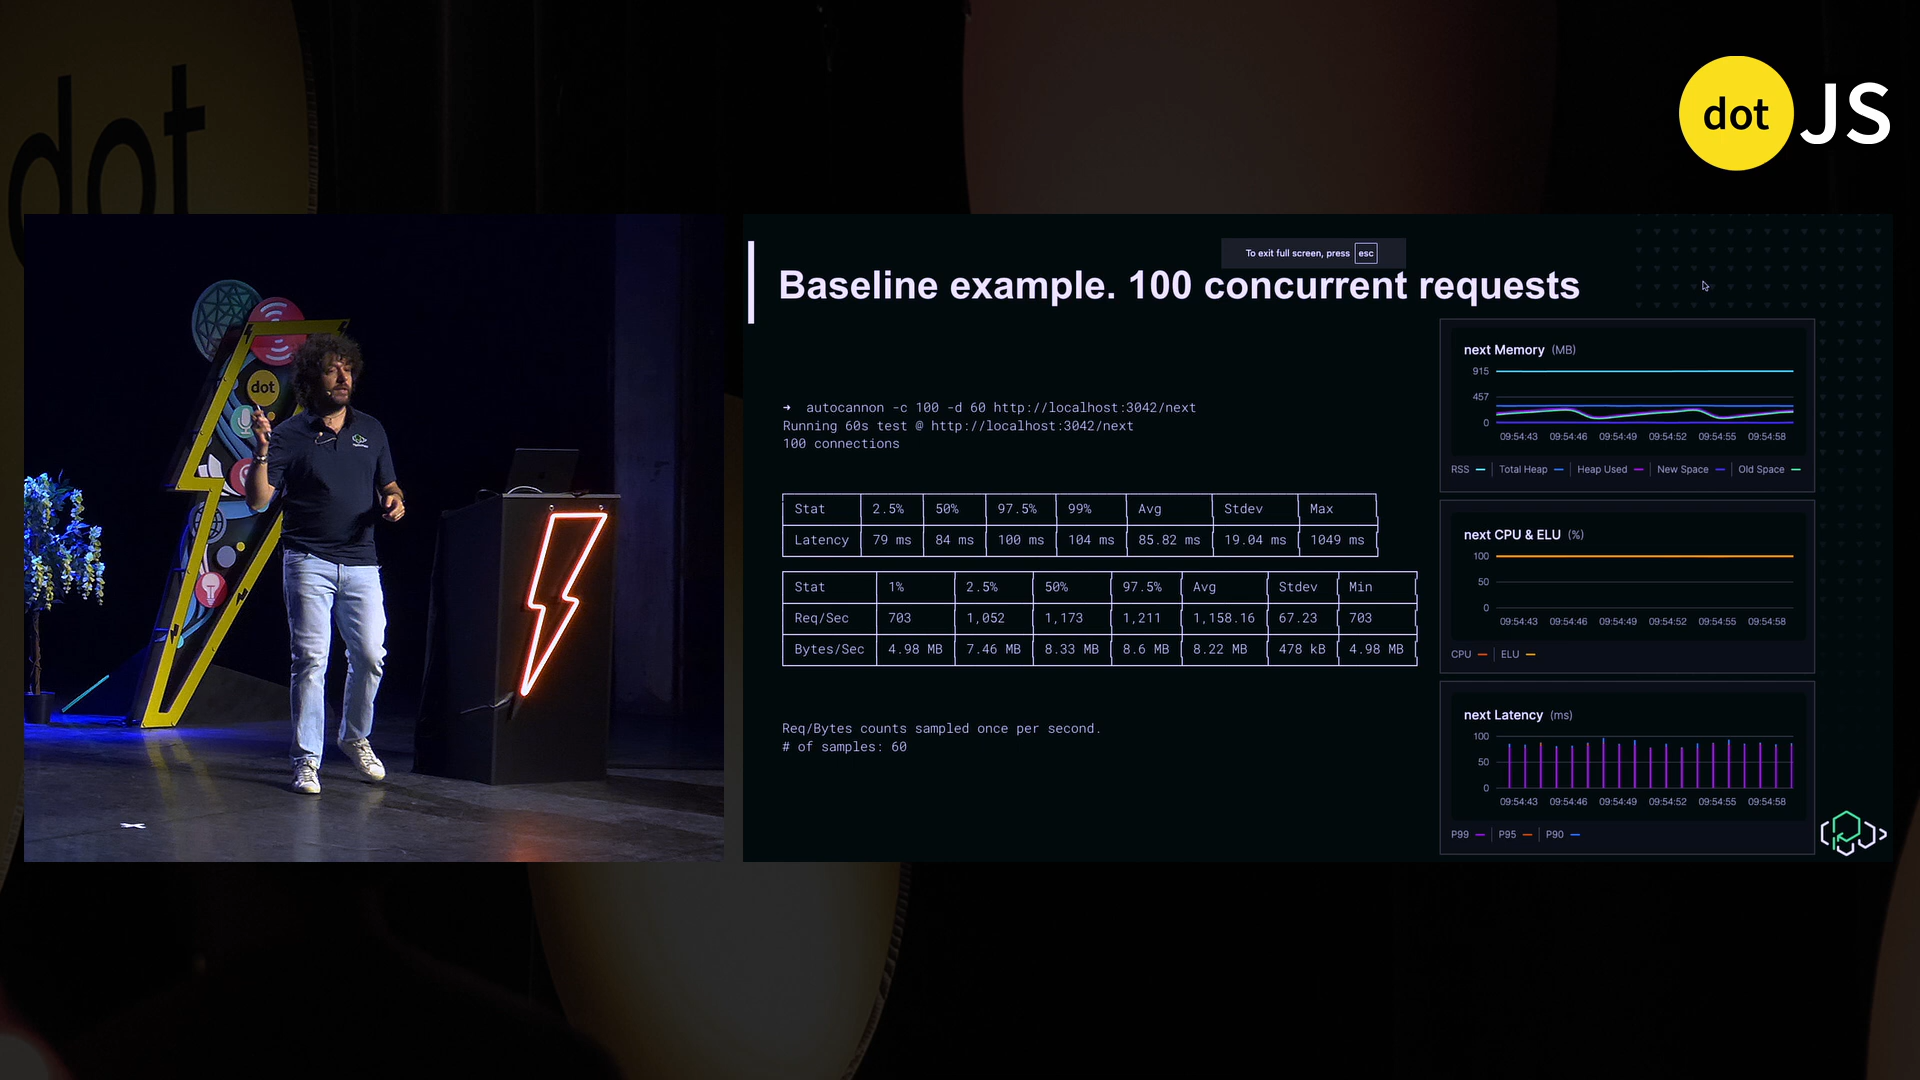 dot
dot JS
dot
To exit full screen, press esc
Baseline example. 100 concurrent requests
➜ autocannon -c 100 -d 60 http://localhost:3042/next
Running 60s test @ http://localhost:3042/next
100 connections
Stat 2.5% 50% 97.5% 99% Avg Stdev Max
Latency 79 ms 84 ms 100 ms 104 ms 85.82 ms 19.04 ms 1049 ms
Stat 1% 2.5% 50% 97.5% Avg Stdev Min
Req/Sec 703 1,052 1,173 1,211 1,158.16 67.23 703
Bytes/Sec 4.98 MB 7.46 MB 8.33 MB 8.6 MB 8.22 MB 478 kB 4.98 MB
Req/Bytes counts sampled once per second.
# of samples: 60
next Memory (MB)
915
457
0
09:54:43 09:54:46 09:54:49 09:54:52 09:54:55 09:54:58
RSS Total Heap Heap Used New Space Old Space
next CPU & ELU (%)
100
50
0
09:54:43 09:54:46 09:54:49 09:54:52 09:54:55 09:54:58
CPU ELU
next Latency (ms)
100
50
0
09:54:43 09:54:46 09:54:49 09:54:52 09:54:55 09:54:58
P99 P95 P90